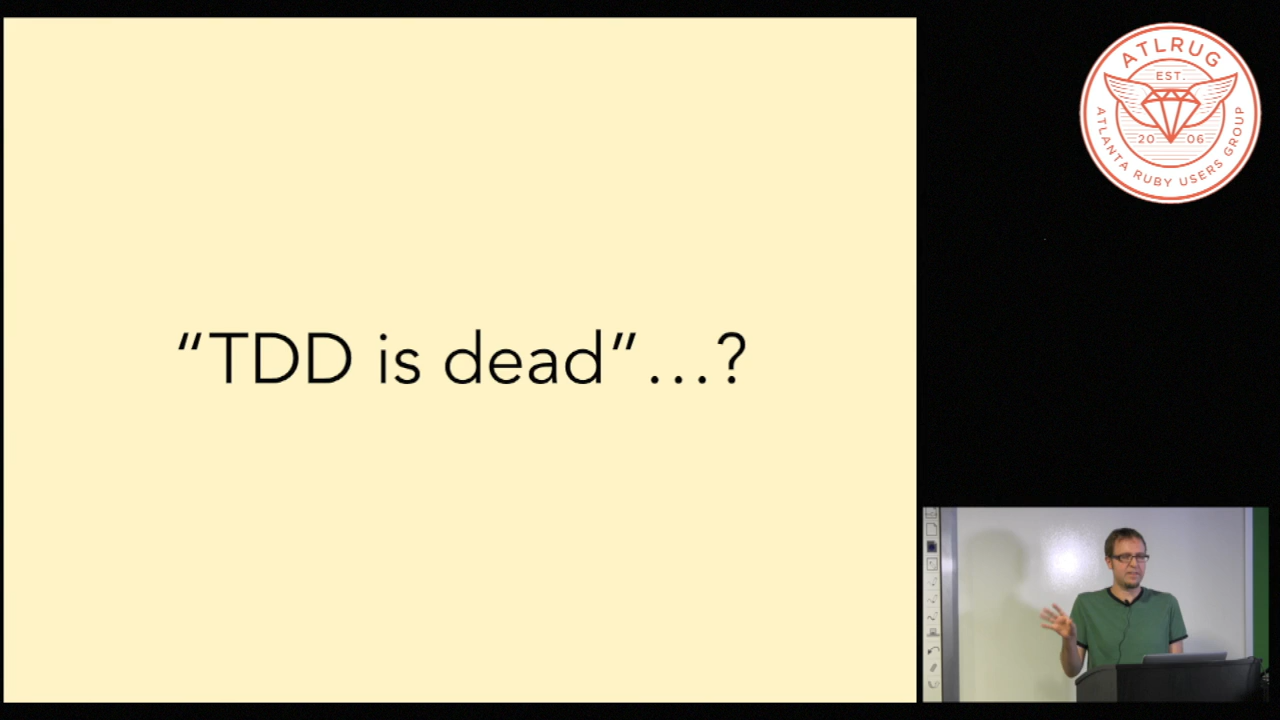 “TDD is dead”...?
ATLRUG
EST.
20 06
ATLANTA RUBY USERS GROUP